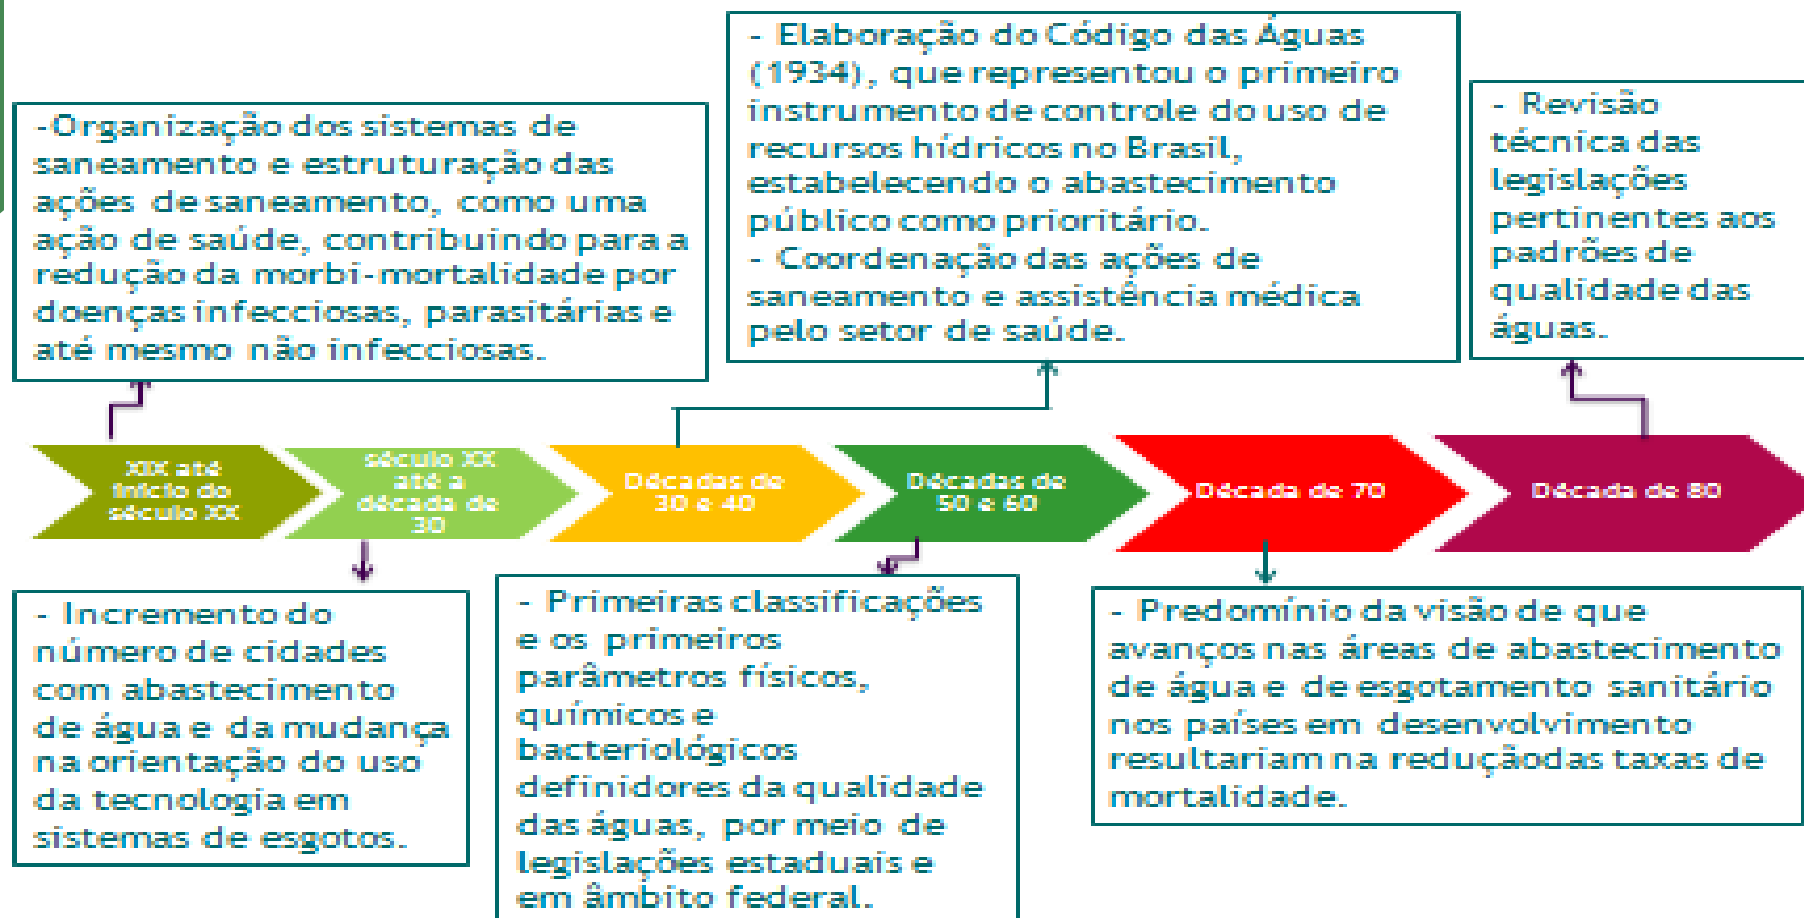 -Organização dos sistemas de
saneamento e estruturação das
ações de saneamento, como uma
ação de saúde, contribuindo para a
redução da morbi-mortalidade por
doenças infecciosas, parasitárias e
até mesmo não infecciosas.
- Elaboração do Código das Águas
(1934), que representou o primeiro
instrumento de controle do uso de
recursos hídricos no Brasil,
estabelecendo o abastecimento
público como prioritário.
- Coordenação das ações de
saneamento e assistência médica
pelo setor de saúde.
- Revisão
técnica das
legislações
pertinentes aos
padrões de
qualidade das
águas.
XIX até
início do
século XX
século XX
até a
década de
30
Décadas de
30 e 40
Décadas de
50 e 60
Década de 70
Década de 80
- Incremento do
número de cidades
com abastecimento
de água e da mudança
na orientação do uso
da tecnologia em
sistemas de esgotos.
- Primeiras classificações
e os primeiros
parâmetros físicos,
químicos e
bacteriológicos
definidores da qualidade
das águas, por meio de
legislações estaduais e
em âmbito federal.
- Predomínio da visão de que
avanços nas áreas de abastecimento
de água e de esgotamento sanitário
nos países em desenvolvimento
resultariam na reduçãodas taxas de
mortalidade.